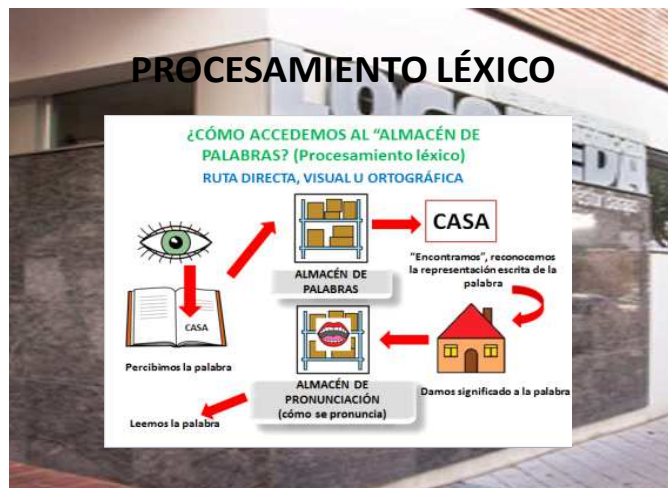 PROCESAMIENTO LÉXICO
¿CÓMO ACCEDEMOS AL “ALMACÉN DE
PALABRAS? (Procesamiento léxico)
RUTA DIRECTA, VISUAL U ORTOGRÁFICA
CASA
ALMACÉN DE
PALABRAS
“Encontramos”, reconocemos
la representación escrita de la
palabra
CASA
Percibimos la palabra
Damos significado a la palabra
ALMACÉN DE
PRONUNCIACIÓN
(cómo se pronuncia)
Leemos la palabra